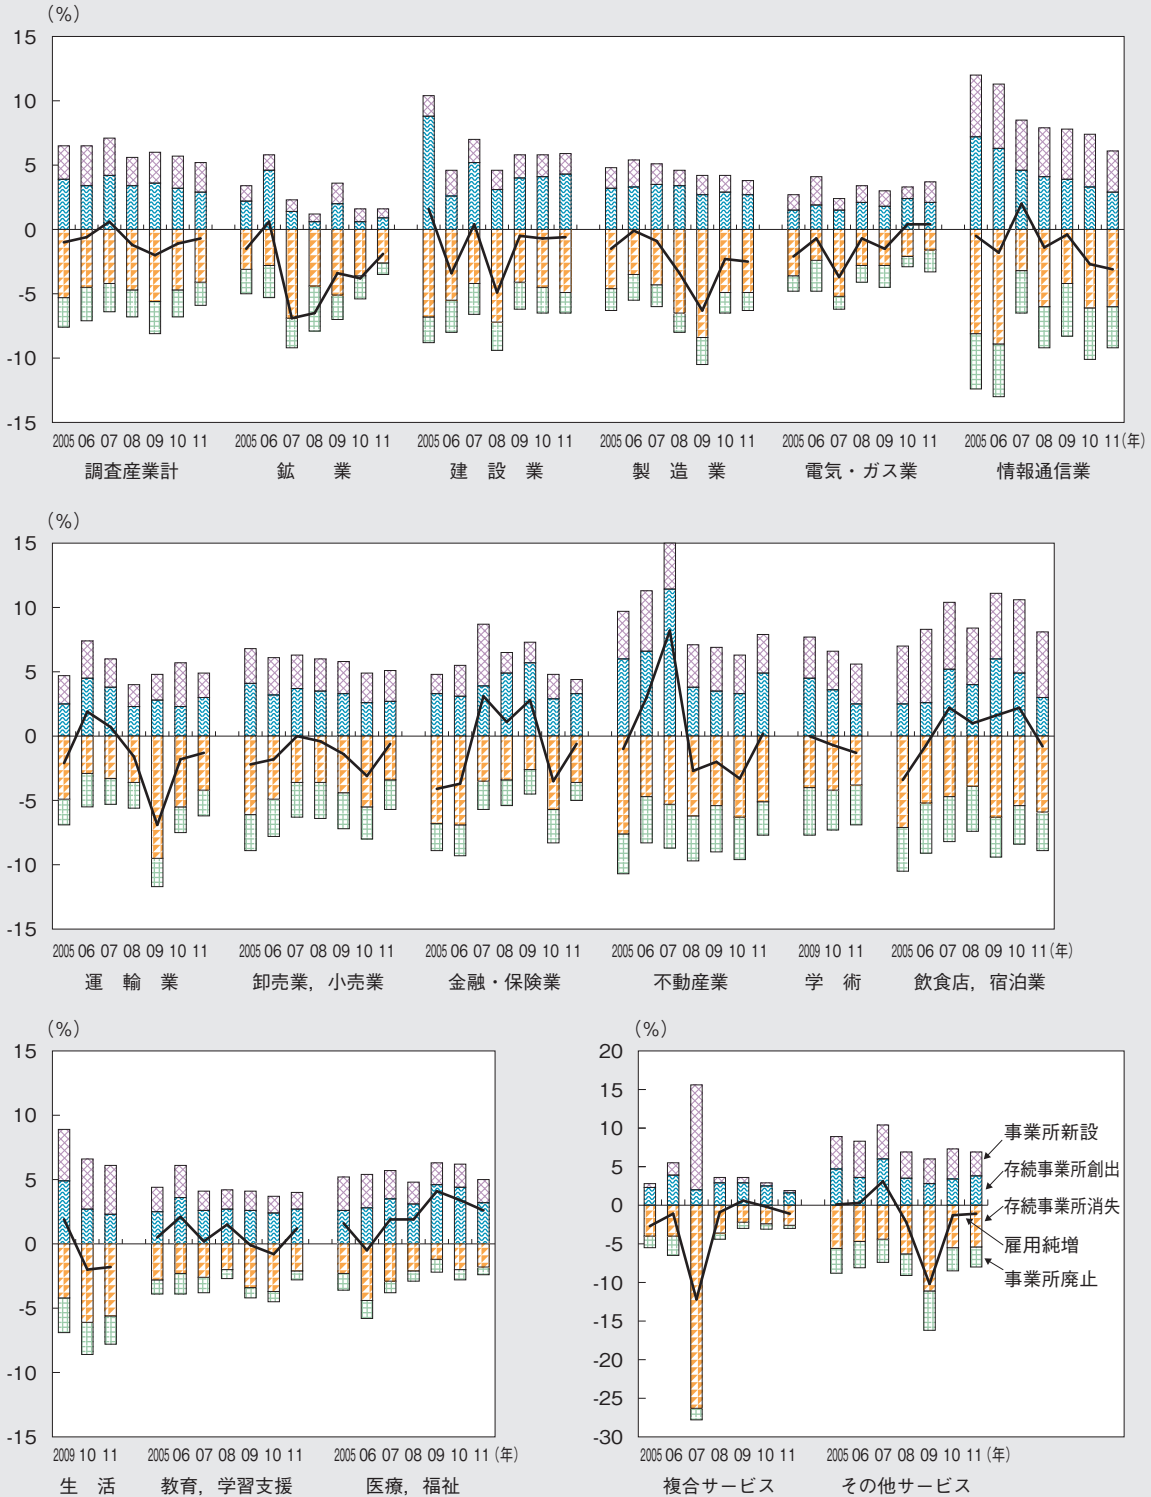 (%)
15
10
5
0
-5
-10
-15
2005 06 07 08 09 10 11 2005 06 07 08 09 10 11 2005 06 07 08 09 10 11 2005 06 07 08 09 10 11 2005 06 07 08 09 10 11 2005 06 07 08 09 10 11(年)
調査産業計 鉱業 建設業 製造業 電気・ガス業 情報通信業
(%)
15
10
5
0
-5
-10
-15
2005 06 07 08 09 10 11 2005 06 07 08 09 10 11 2005 06 07 08 09 10 11 2005 06 07 08 09 10 11 2009 10 11 2005 06 07 08 09 10 11(年)
運輸業 卸売業，小売業 金融・保険業 不動産業 学術 飲食店，宿泊業
(%)
15
10
5
0
-5
-10
-15
2009 10 11 2005 06 07 08 09 10 11 2005 06 07 08 09 10 11(年)
生活 教育，学習支援 医療，福祉
(%)
20
15
10
5
0
-5
-10
-15
-20
-25
-30
事業所新設
存続事業所創出
存続事業所消失
雇用純増
事業所廃止
2005 06 07 08 09 10 11 2005 06 07 08 09 10 11(年)
複合サービス その他サービス